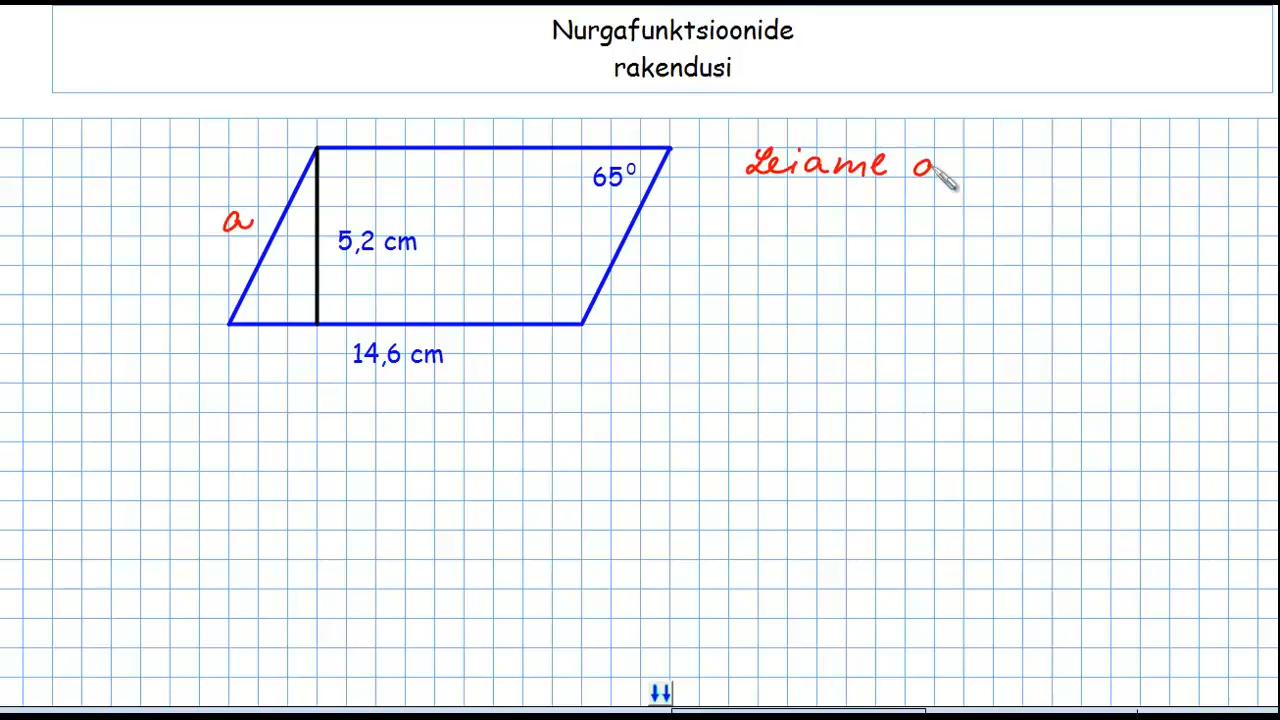 Nurgafunktsioonide
rakendusi
65⁰
Leiame a
a
5,2 cm
14,6 cm